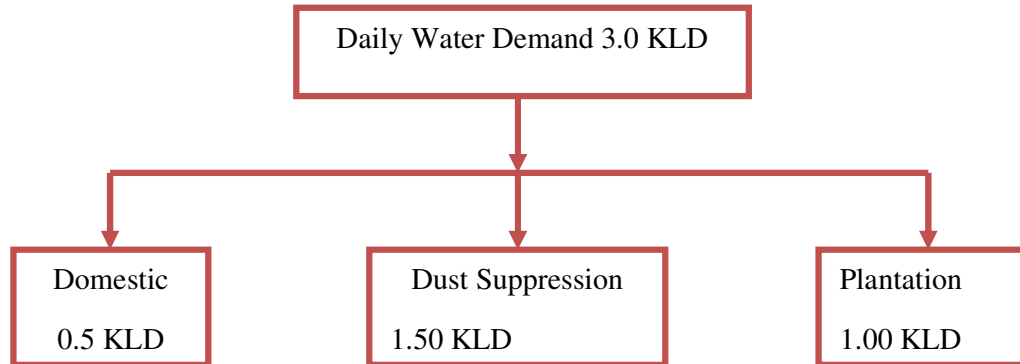 Daily Water Demand 3.0 KLD
Domestic
0.5 KLD
Dust Suppression
1.50 KLD
Plantation
1.00 KLD